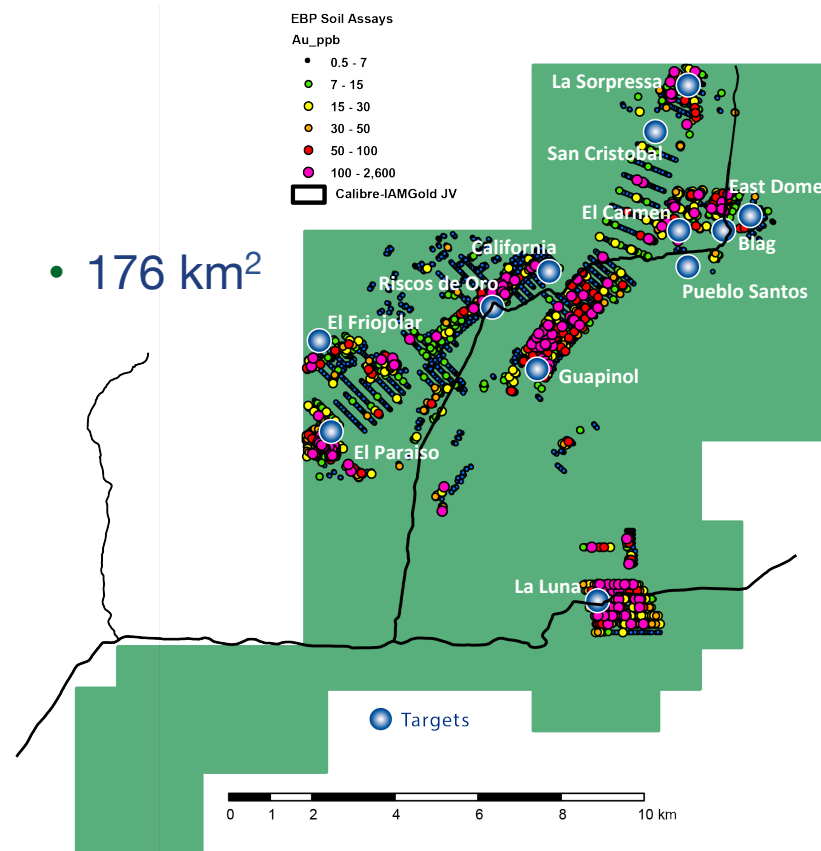 EBP Soil Assays
Au_ppb
0.5 - 7
7 - 15
15 - 30
30 - 50
50 - 100
100 - 2,600
Calibre-IAMGold JV
• 176 km²
La Sorpressa
San Cristobal
East Dome
El Carmen
Blag
California
Pueblo Santos
Riscos de Oro
El Friojolar
Guapinol
El Paraiso
La Luna
Targets
0 1 2 4 6 8 10 km